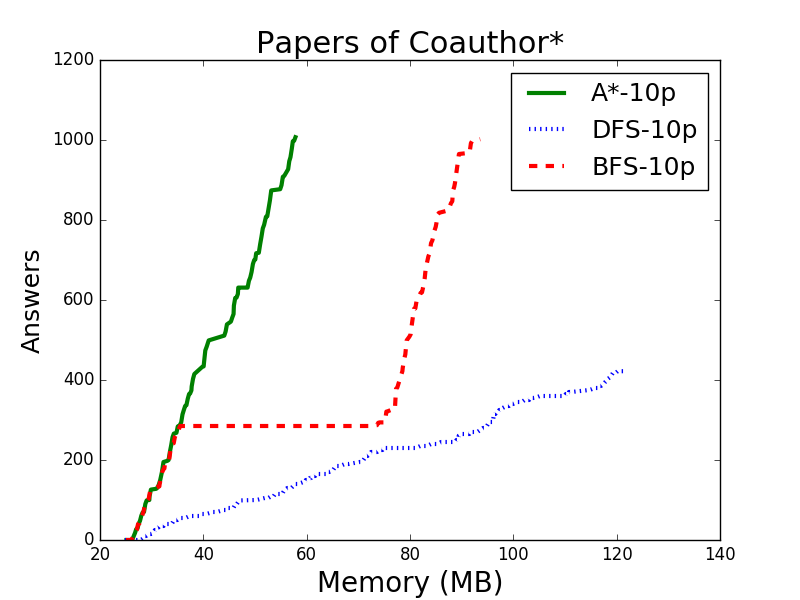 Papers of Coauthor*
1200
1000
800
600
400
200
0
Answers
A*-10p
DFS-10p
BFS-10p
20 40 60 80 100 120 140
Memory (MB)